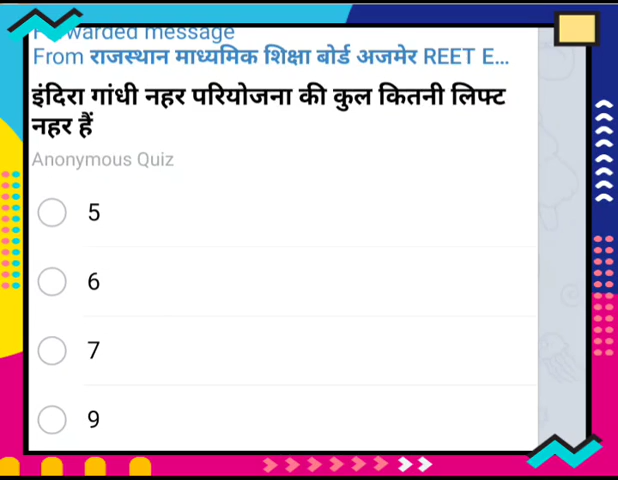 Forwarded message
From राजस्थान माध्यमिक शिक्षा बोर्ड अजमेर REET E...
इंदिरा गांधी नहर परियोजना की कुल कितनी लिफ्ट
नहर हैं
Anonymous Quiz
5
6
7
9